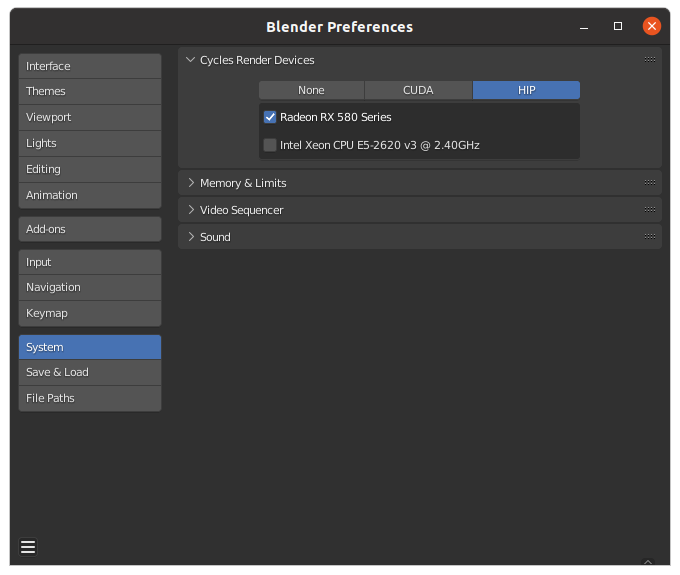 Blender Preferences
Interface
Themes
Viewport
Lights
Editing
Animation
Add-ons
Input
Navigation
Keymap
System
Save & Load
File Paths
Cycles Render Devices
None CUDA HIP
Radeon RX 580 Series
Intel Xeon CPU E5-2620 v3 @ 2.40GHz
Memory & Limits
Video Sequencer
Sound